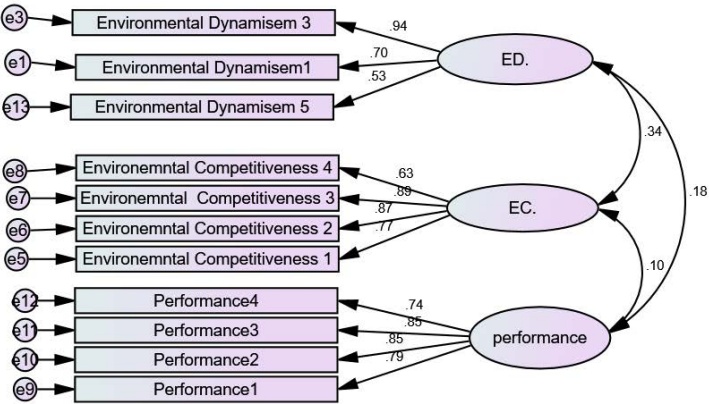 e3 Environmental Dynamisem 3 .94
e1 Environmental Dynamisem1 .70 ED.
e13 Environmental Dynamisem 5 .53
.34
e8 Environemntal Competitiveness 4 .63
e7 Environemntal  Competitiveness 3 .89 .18
e6 Environemntal Competitiveness 2 .87 EC.
e5 Environemntal Competitiveness 1 .77
.10
e12 Performance4 .74
e11 Performance3 .85 performance
e10 Performance2 .85
e9 Performance1 .79